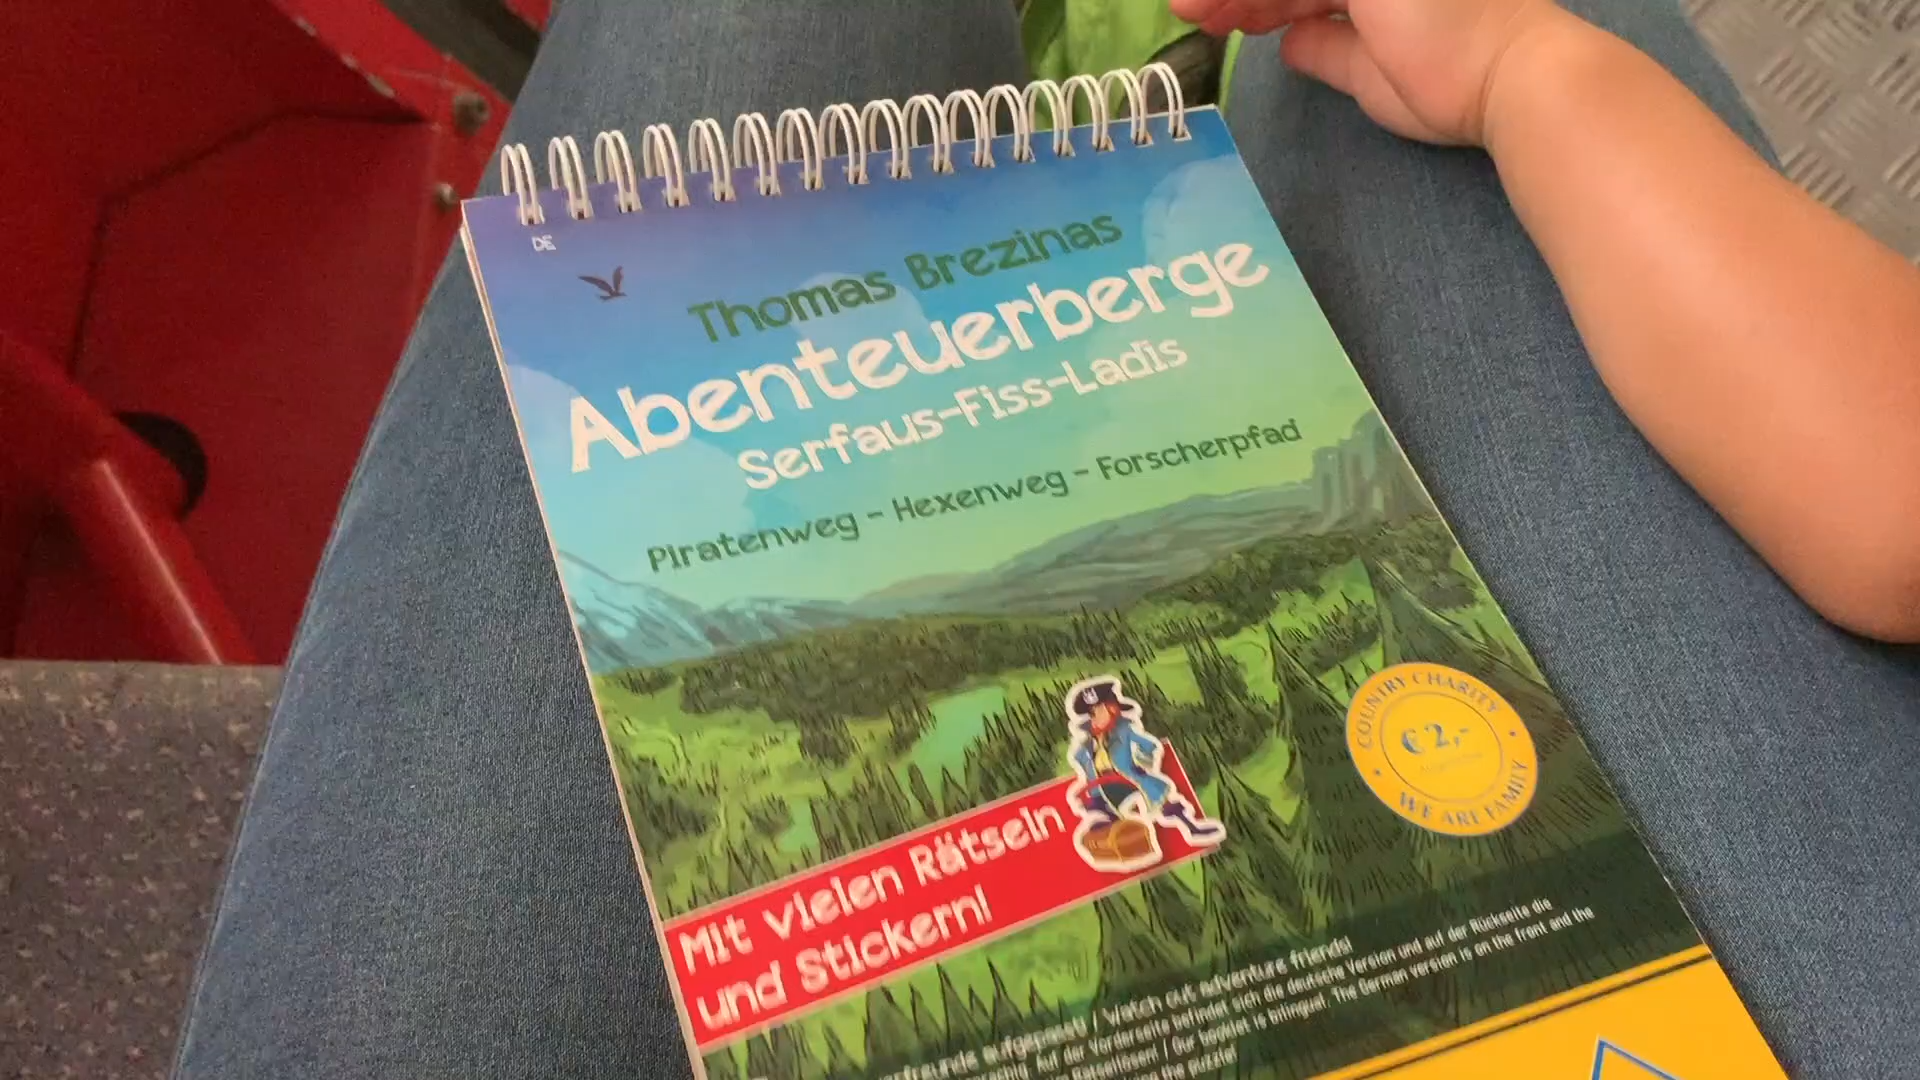 DE
Thomas Brezinas
Abenteuerberge
Serfaus-Fiss-Ladis
Piratenweg - Hexenweg - Forscherpfad
COUNTRY CHARITY
€ 2,-
WE ARE FAMILY
Mit vielen Rätseln
und Stickern!
aufgepasst! / Watch out adventure friends!
Auf der Vorderseite befindet sich die deutsche Version und auf der Rückseite die
Rätsellösen! / Our booklet is bilingual. The German version is on the front and the
the puzzle!